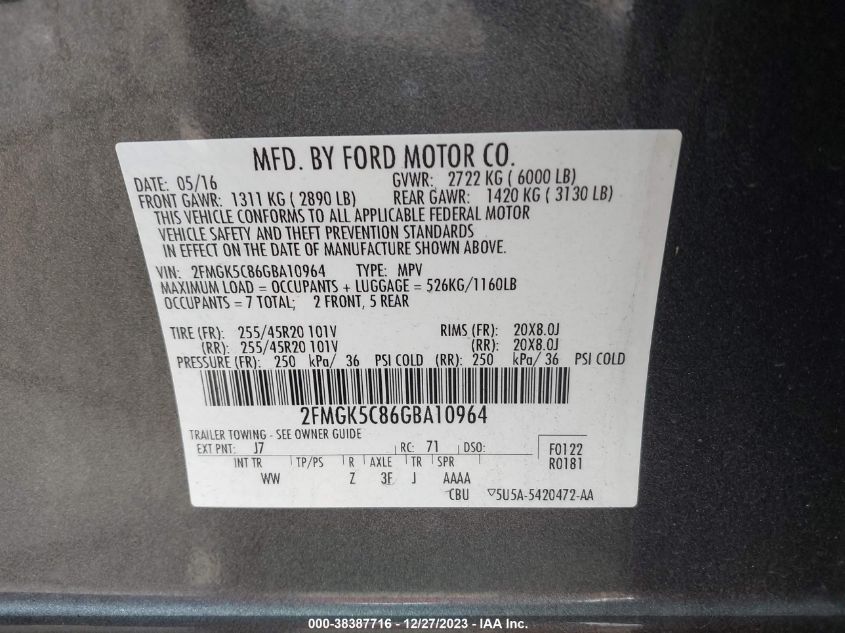 MFD. BY FORD MOTOR CO.
DATE: 05/16 GVWR: 2722 KG ( 6000 LB)
FRONT GAWR: 1311 KG ( 2890 LB) REAR GAWR: 1420 KG ( 3130 LB)
THIS VEHICLE CONFORMS TO ALL APPLICABLE FEDERAL MOTOR
VEHICLE SAFETY AND THEFT PREVENTION STANDARDS
IN EFFECT ON THE DATE OF MANUFACTURE SHOWN ABOVE.
VIN: 2FMGK5C86GBA10964 TYPE: MPV
MAXIMUM LOAD = OCCUPANTS + LUGGAGE = 526KG/1160LB
OCCUPANTS = 7 TOTAL; 2 FRONT, 5 REAR
TIRE (FR): 255/45R20 101V RIMS (FR): 20X8.0J
(RR): 255/45R20 101V (RR): 20X8.0J
PRESSURE (FR): 250 kPa/ 36 PSI COLD (RR): 250 kPa/ 36 PSI COLD
2FMGK5C86GBA10964
TRAILER TOWING - SEE OWNER GUIDE
EXT PNT: J7 RC: 71 DSO: F0122
INT TR TP/PS R AXLE TR SPR R0181
WW Z 3F J AAAA
CBU ▽5U5A-5420472-AA
000-38387716 - 12/27/2023 - IAA Inc.